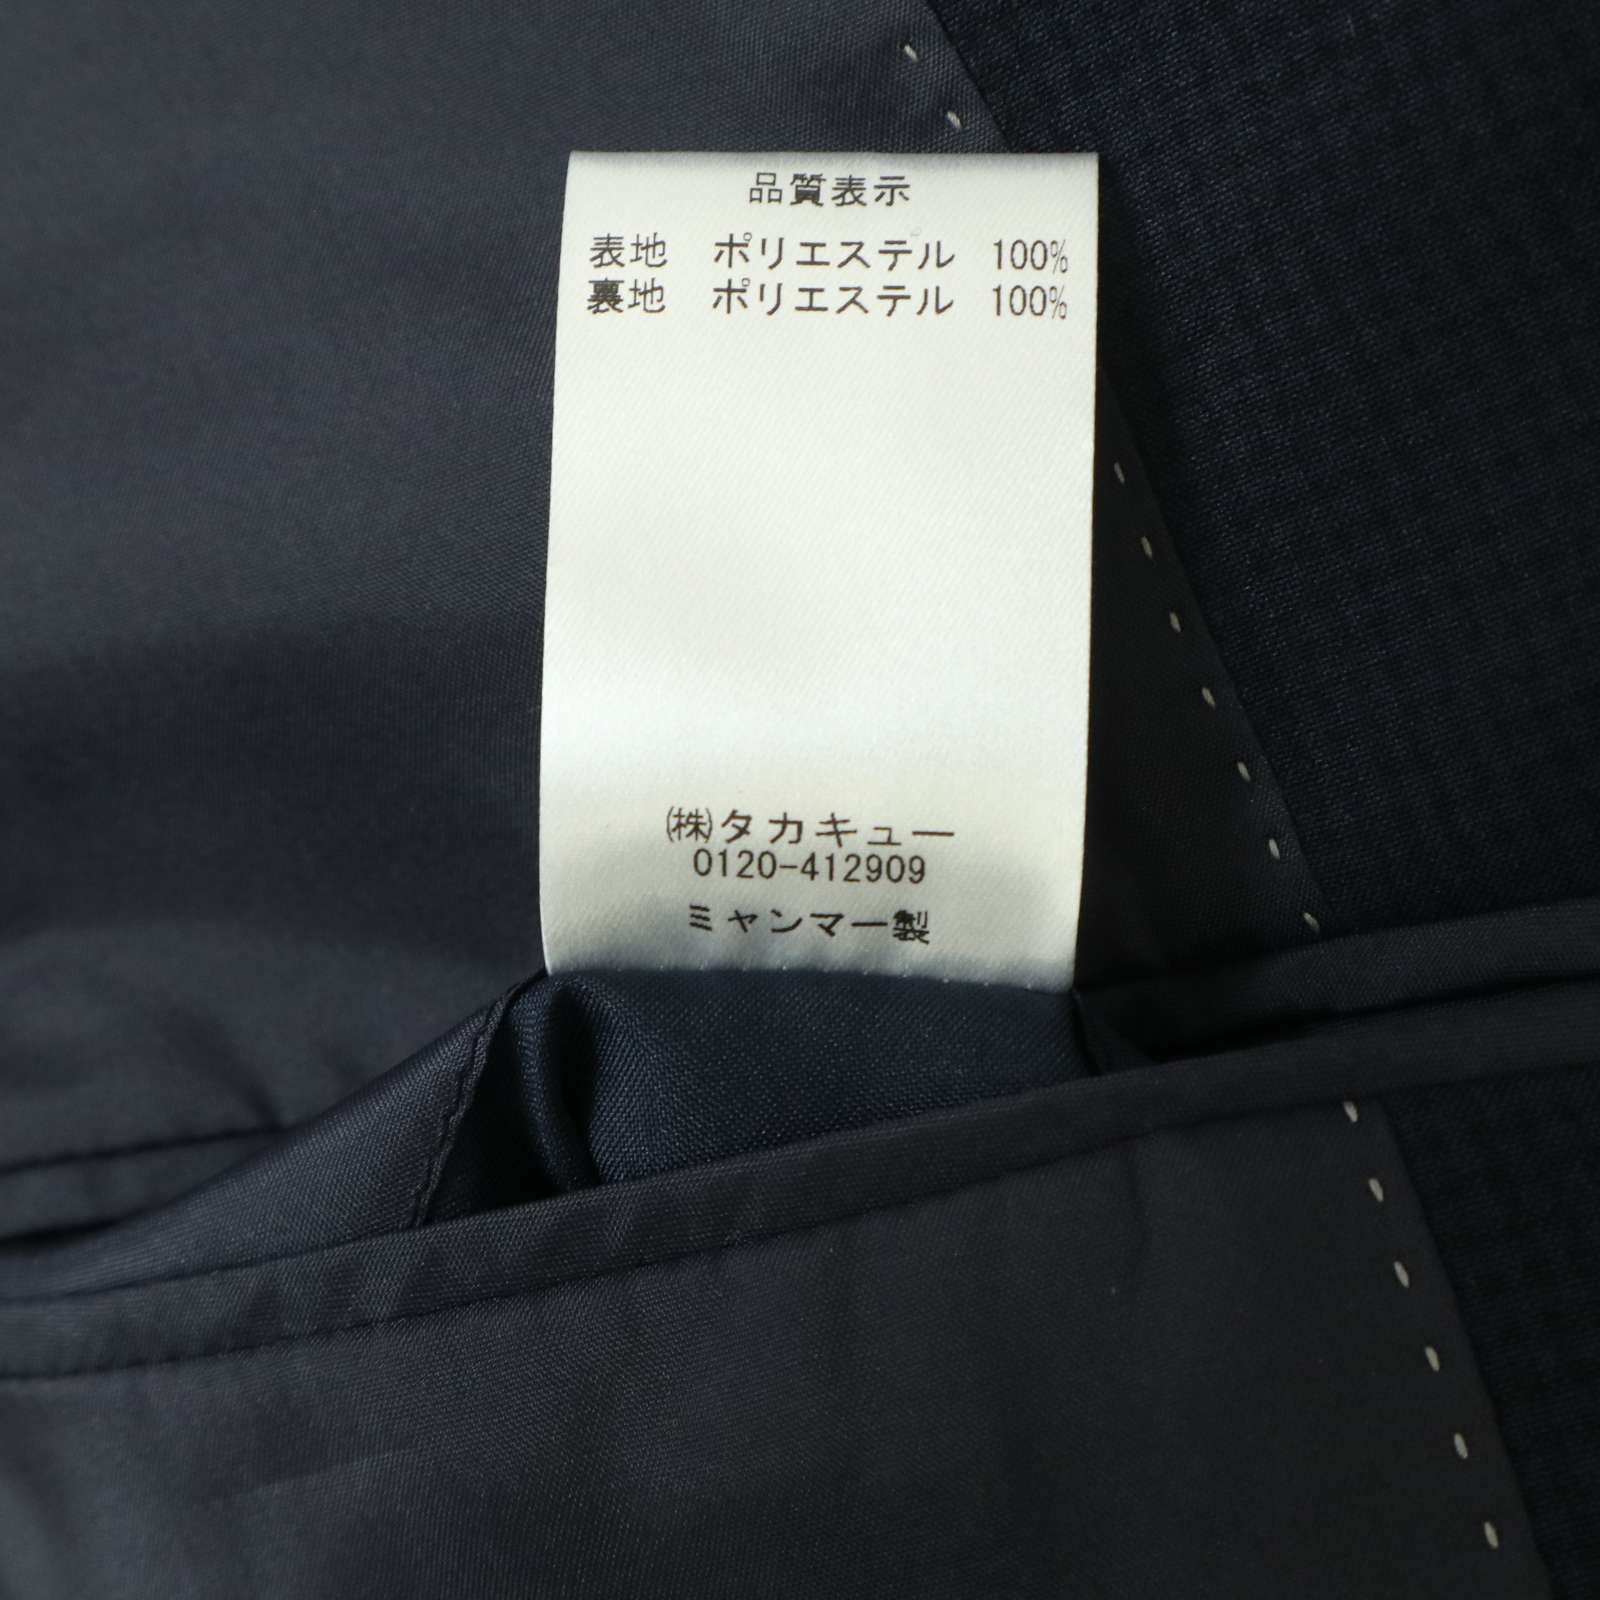 品質表示
表地 ポリエステル 100%
裏地 ポリエステル 100%
㈱タカキュー
0120-412909
ミャンマー製